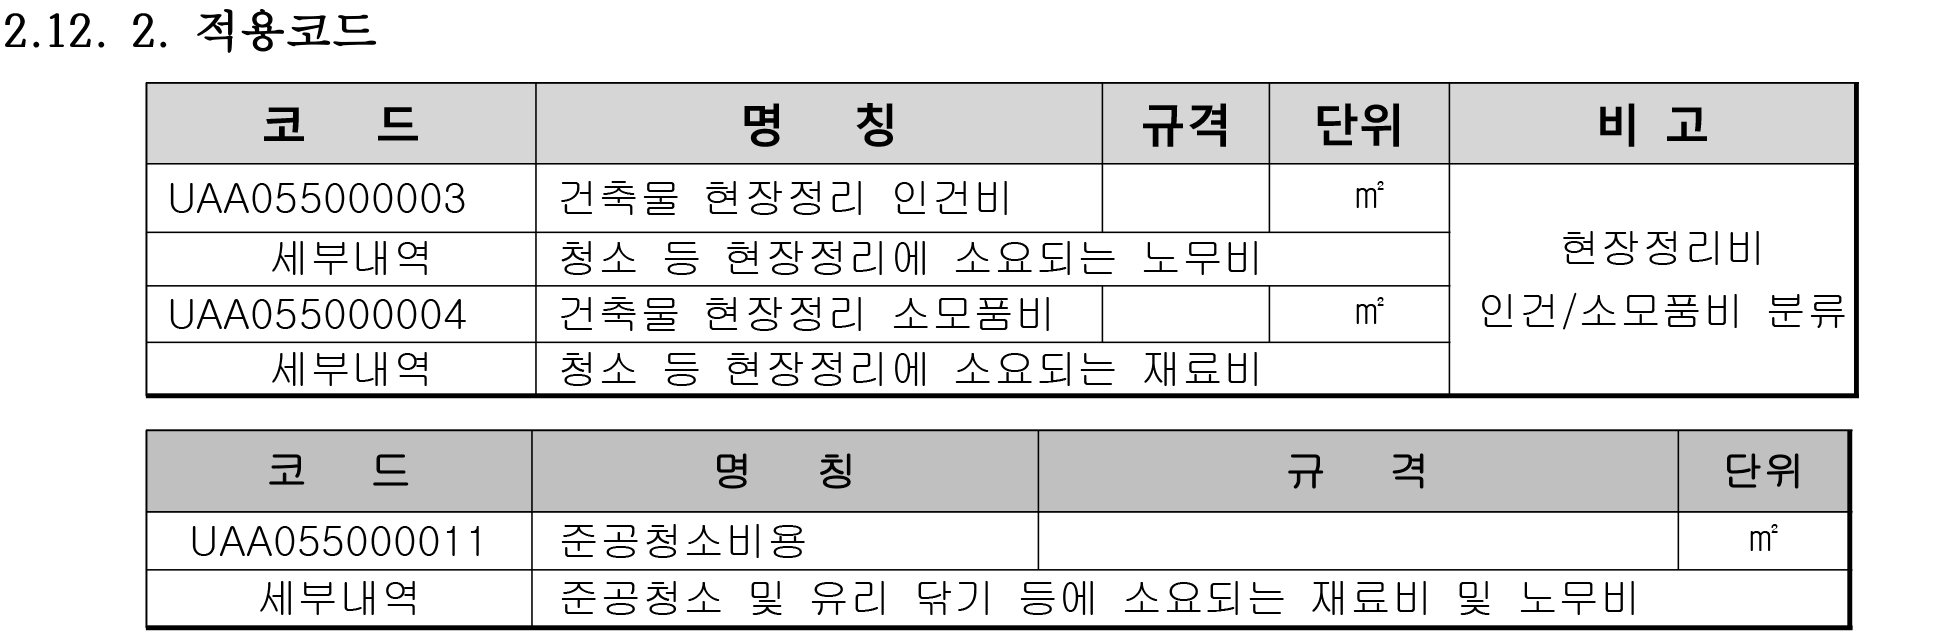 2.12. 2. 적용코드
코 드 명 칭 규격 단위 비 고
UAA055000003 건축물 현장정리 인건비 ㎡
세부내역 청소 등 현장정리에 소요되는 노무비
현장정리비
인건/소모품비 분류
UAA055000004 건축물 현장정리 소모품비 ㎡
세부내역 청소 등 현장정리에 소요되는 재료비
코 드 명 칭 규 격 단위
UAA055000011 준공청소비용 ㎡
세부내역 준공청소 및 유리 닦기 등에 소요되는 재료비 및 노무비